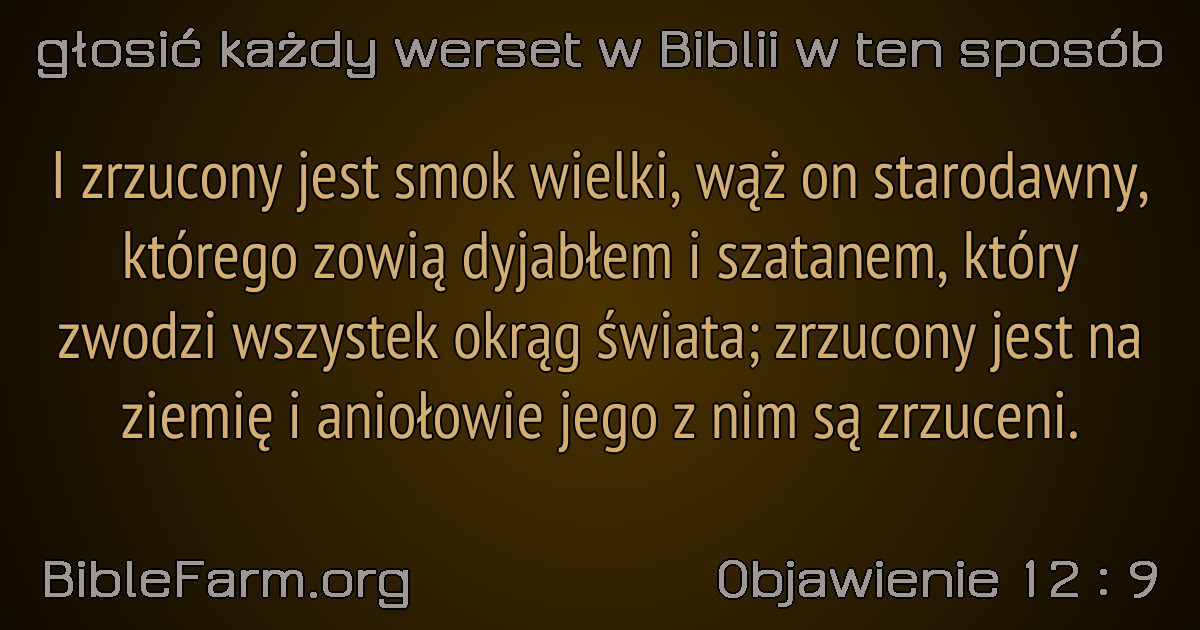 głosić każdy werset w Biblii w ten sposób
I zrzucony jest smok wielki, wąż on starodawny,
którego zowią dyjabłem i szatanem, który
zwodzi wszystek okrąg świata; zrzucony jest na
ziemię i aniołowie jego z nim są zrzuceni.
BibleFarm.org
Objawienie 12 : 9